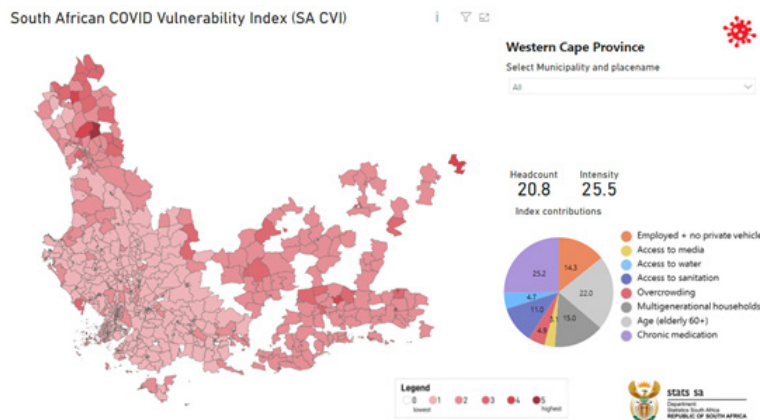 South African COVID Vulnerability Index (SA CVI)
Western Cape Province
Select Municipality and placename
All
Headcount Intensity
20.8 25.5
Index contributions
14.3
22.0
15.0
3.1
4.9
11.0
4.7
25.2
Employed + no private vehicle
Access to media
Access to water
Access to sanitation
Overcrowding
Multigenerational households
Age (elderly 60+)
Chronic medication
Legend
0 1 2 3 4 5
lowest highest
stats sa
Department:
Statistics South Africa
REPUBLIC OF SOUTH AFRICA